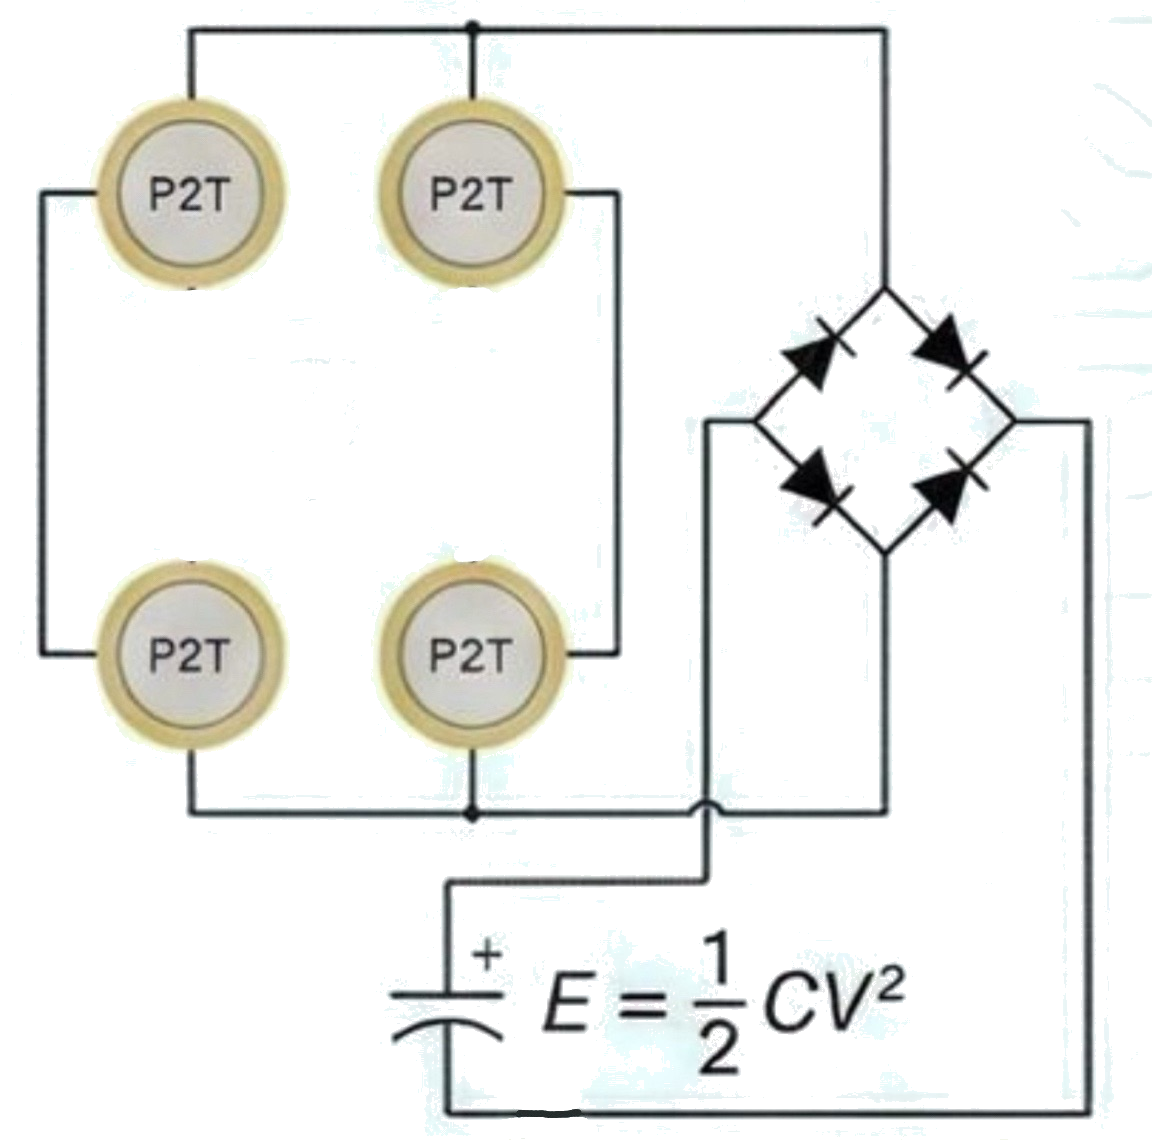 P2T P2T
P2T P2T
+
E = 1/2 CV²